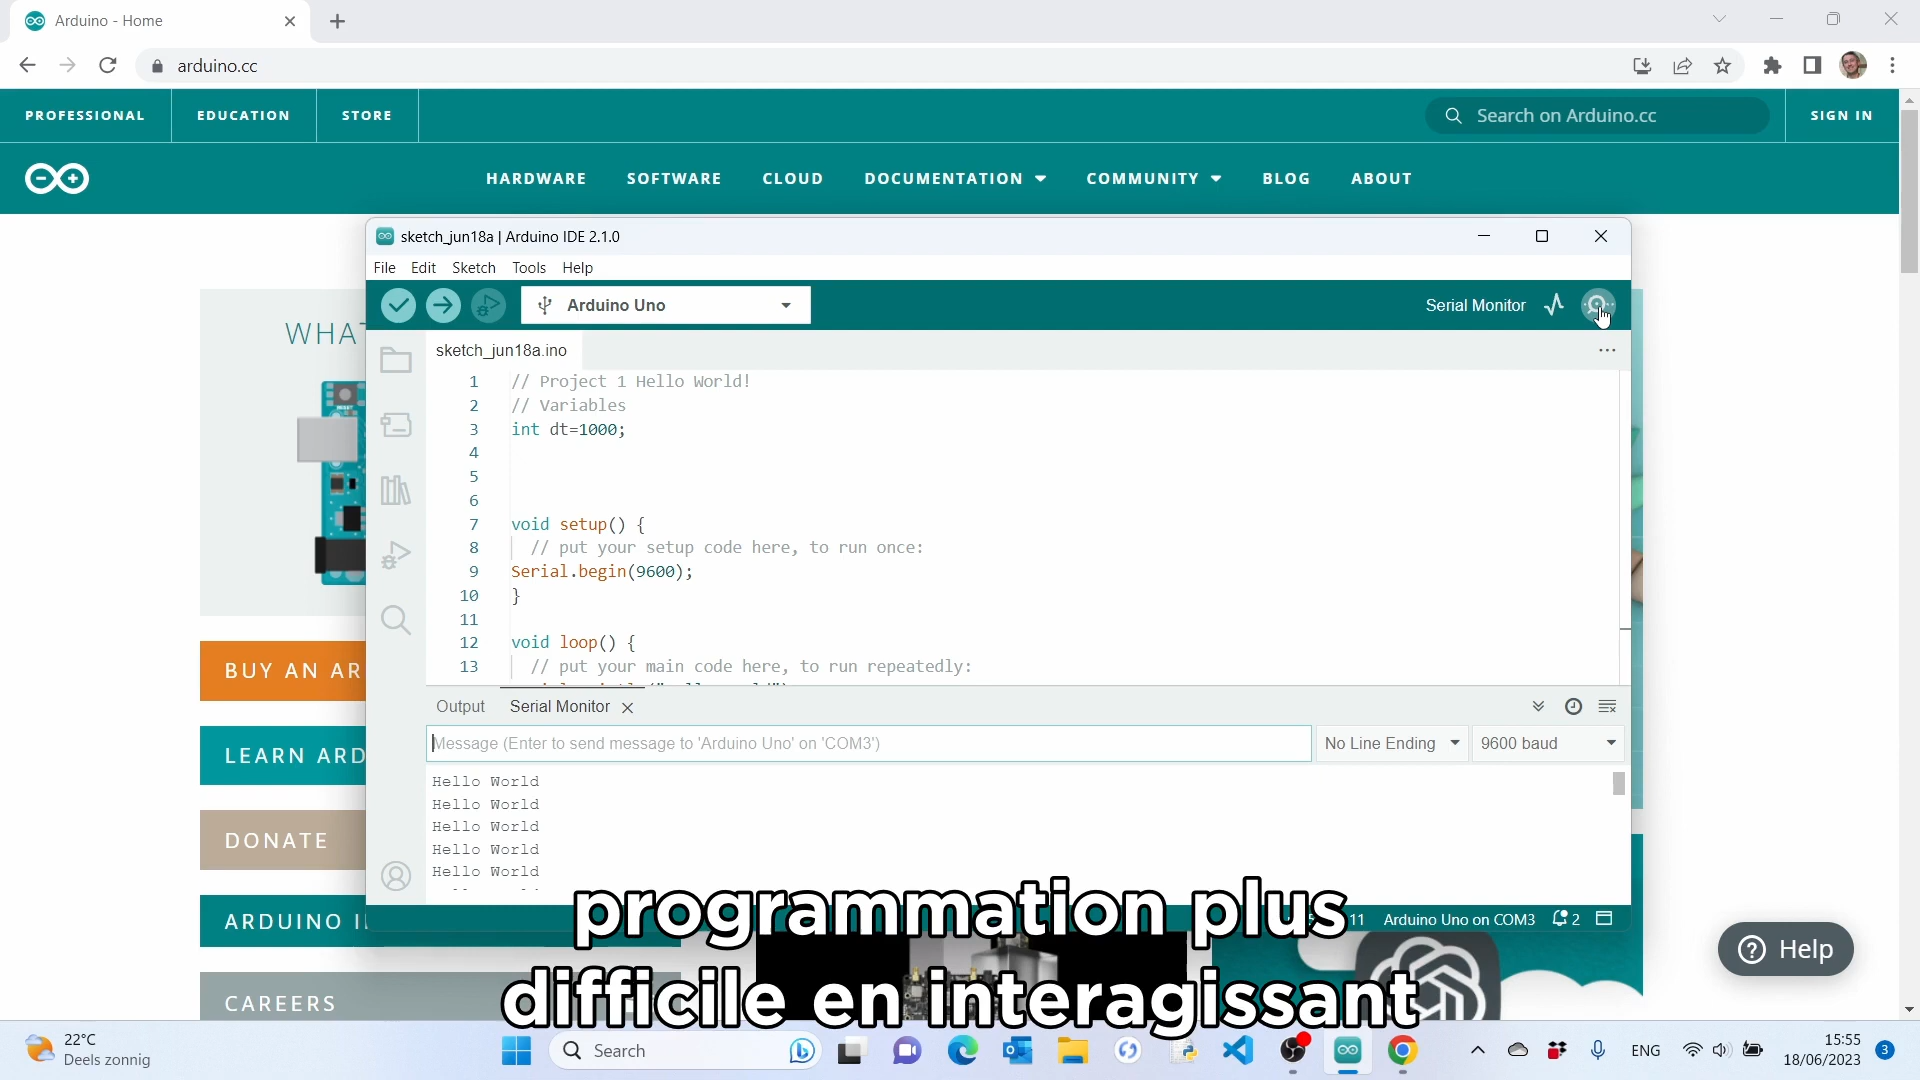 Arduino - Home
arduino.cc
PROFESSIONAL
EDUCATION
STORE
Search on Arduino.cc
SIGN IN
HARDWARE
SOFTWARE
CLOUD
DOCUMENTATION
COMMUNITY
BLOG
ABOUT
sketch_jun18a | Arduino IDE 2.1.0
File Edit Sketch Tools Help
Arduino Uno
Serial Monitor
sketch_jun18a.ino
1 // Project 1 Hello World!
2 // Variables
3 int dt=1000;
4
5
6
7 void setup() {
8 // put your setup code here, to run once:
9 Serial.begin(9600);
10 }
11
12 void loop() {
13 // put your main code here, to run repeatedly:
Output Serial Monitor
Message (Enter to send message to 'Arduino Uno' on 'COM3')
No Line Ending
9600 baud
Hello World
Hello World
Hello World
Hello World
Hello World
11 Arduino Uno on COM3 2
BUY AN AR
LEARN ARD
DONATE
ARDUINO
CAREERS
Help
programmation plus
difficile en interagissant
22°C
Deels zonnig
Search
ENG
15:55
18/06/2023
3